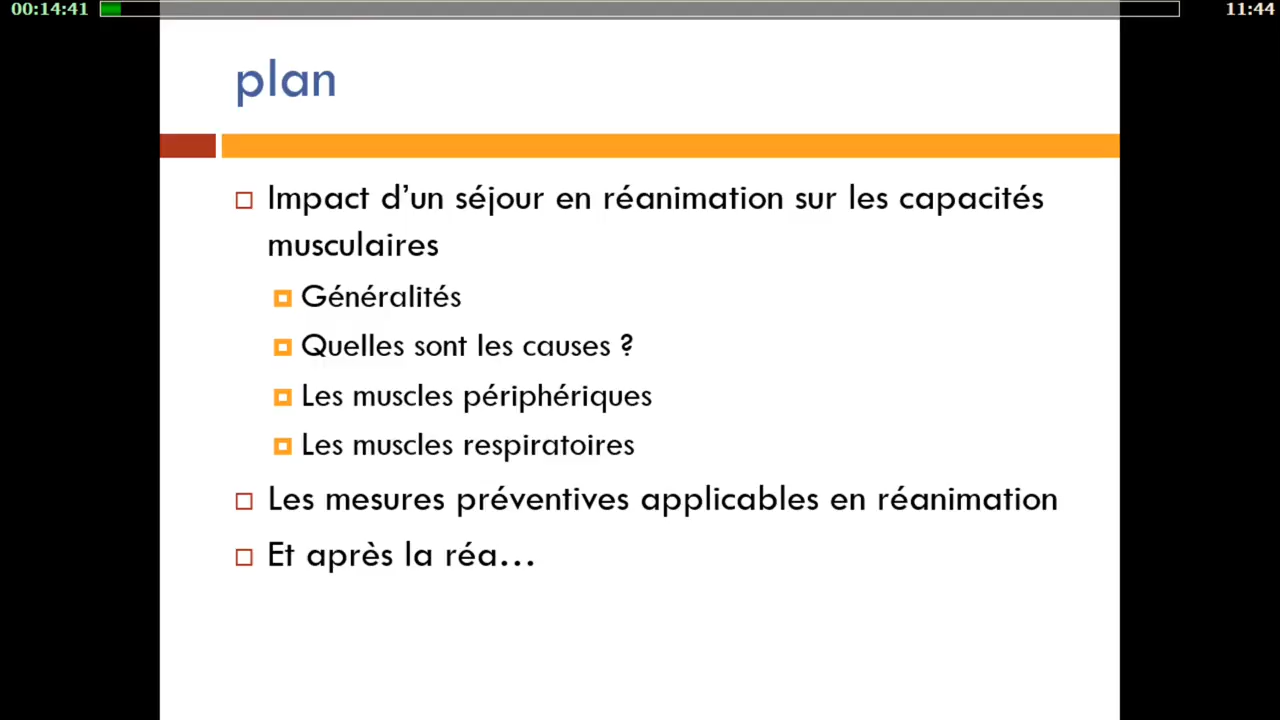 00:14:41
11:44
plan
Impact d'un séjour en réanimation sur les capacités
musculaires
Généralités
Quelles sont les causes ?
Les muscles périphériques
Les muscles respiratoires
Les mesures préventives applicables en réanimation
Et après la réa...